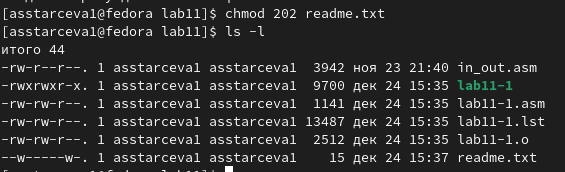 [asstarceva1@fedora lab11]$ chmod 202 readme.txt
[asstarceva1@fedora lab11]$ ls -l
итого 44
-rw-r--r--. 1 asstarceva1 asstarceva1  3942 ноя 23 21:40 in_out.asm
-rwxrwxr-x. 1 asstarceva1 asstarceva1  9700 дек 24 15:35 lab11-1
-rw-rw-r--. 1 asstarceva1 asstarceva1  1141 дек 24 15:35 lab11-1.asm
-rw-rw-r--. 1 asstarceva1 asstarceva1 13487 дек 24 15:35 lab11-1.lst
-rw-rw-r--. 1 asstarceva1 asstarceva1  2512 дек 24 15:35 lab11-1.o
--w-----w-. 1 asstarceva1 asstarceva1    15 дек 24 15:37 readme.txt